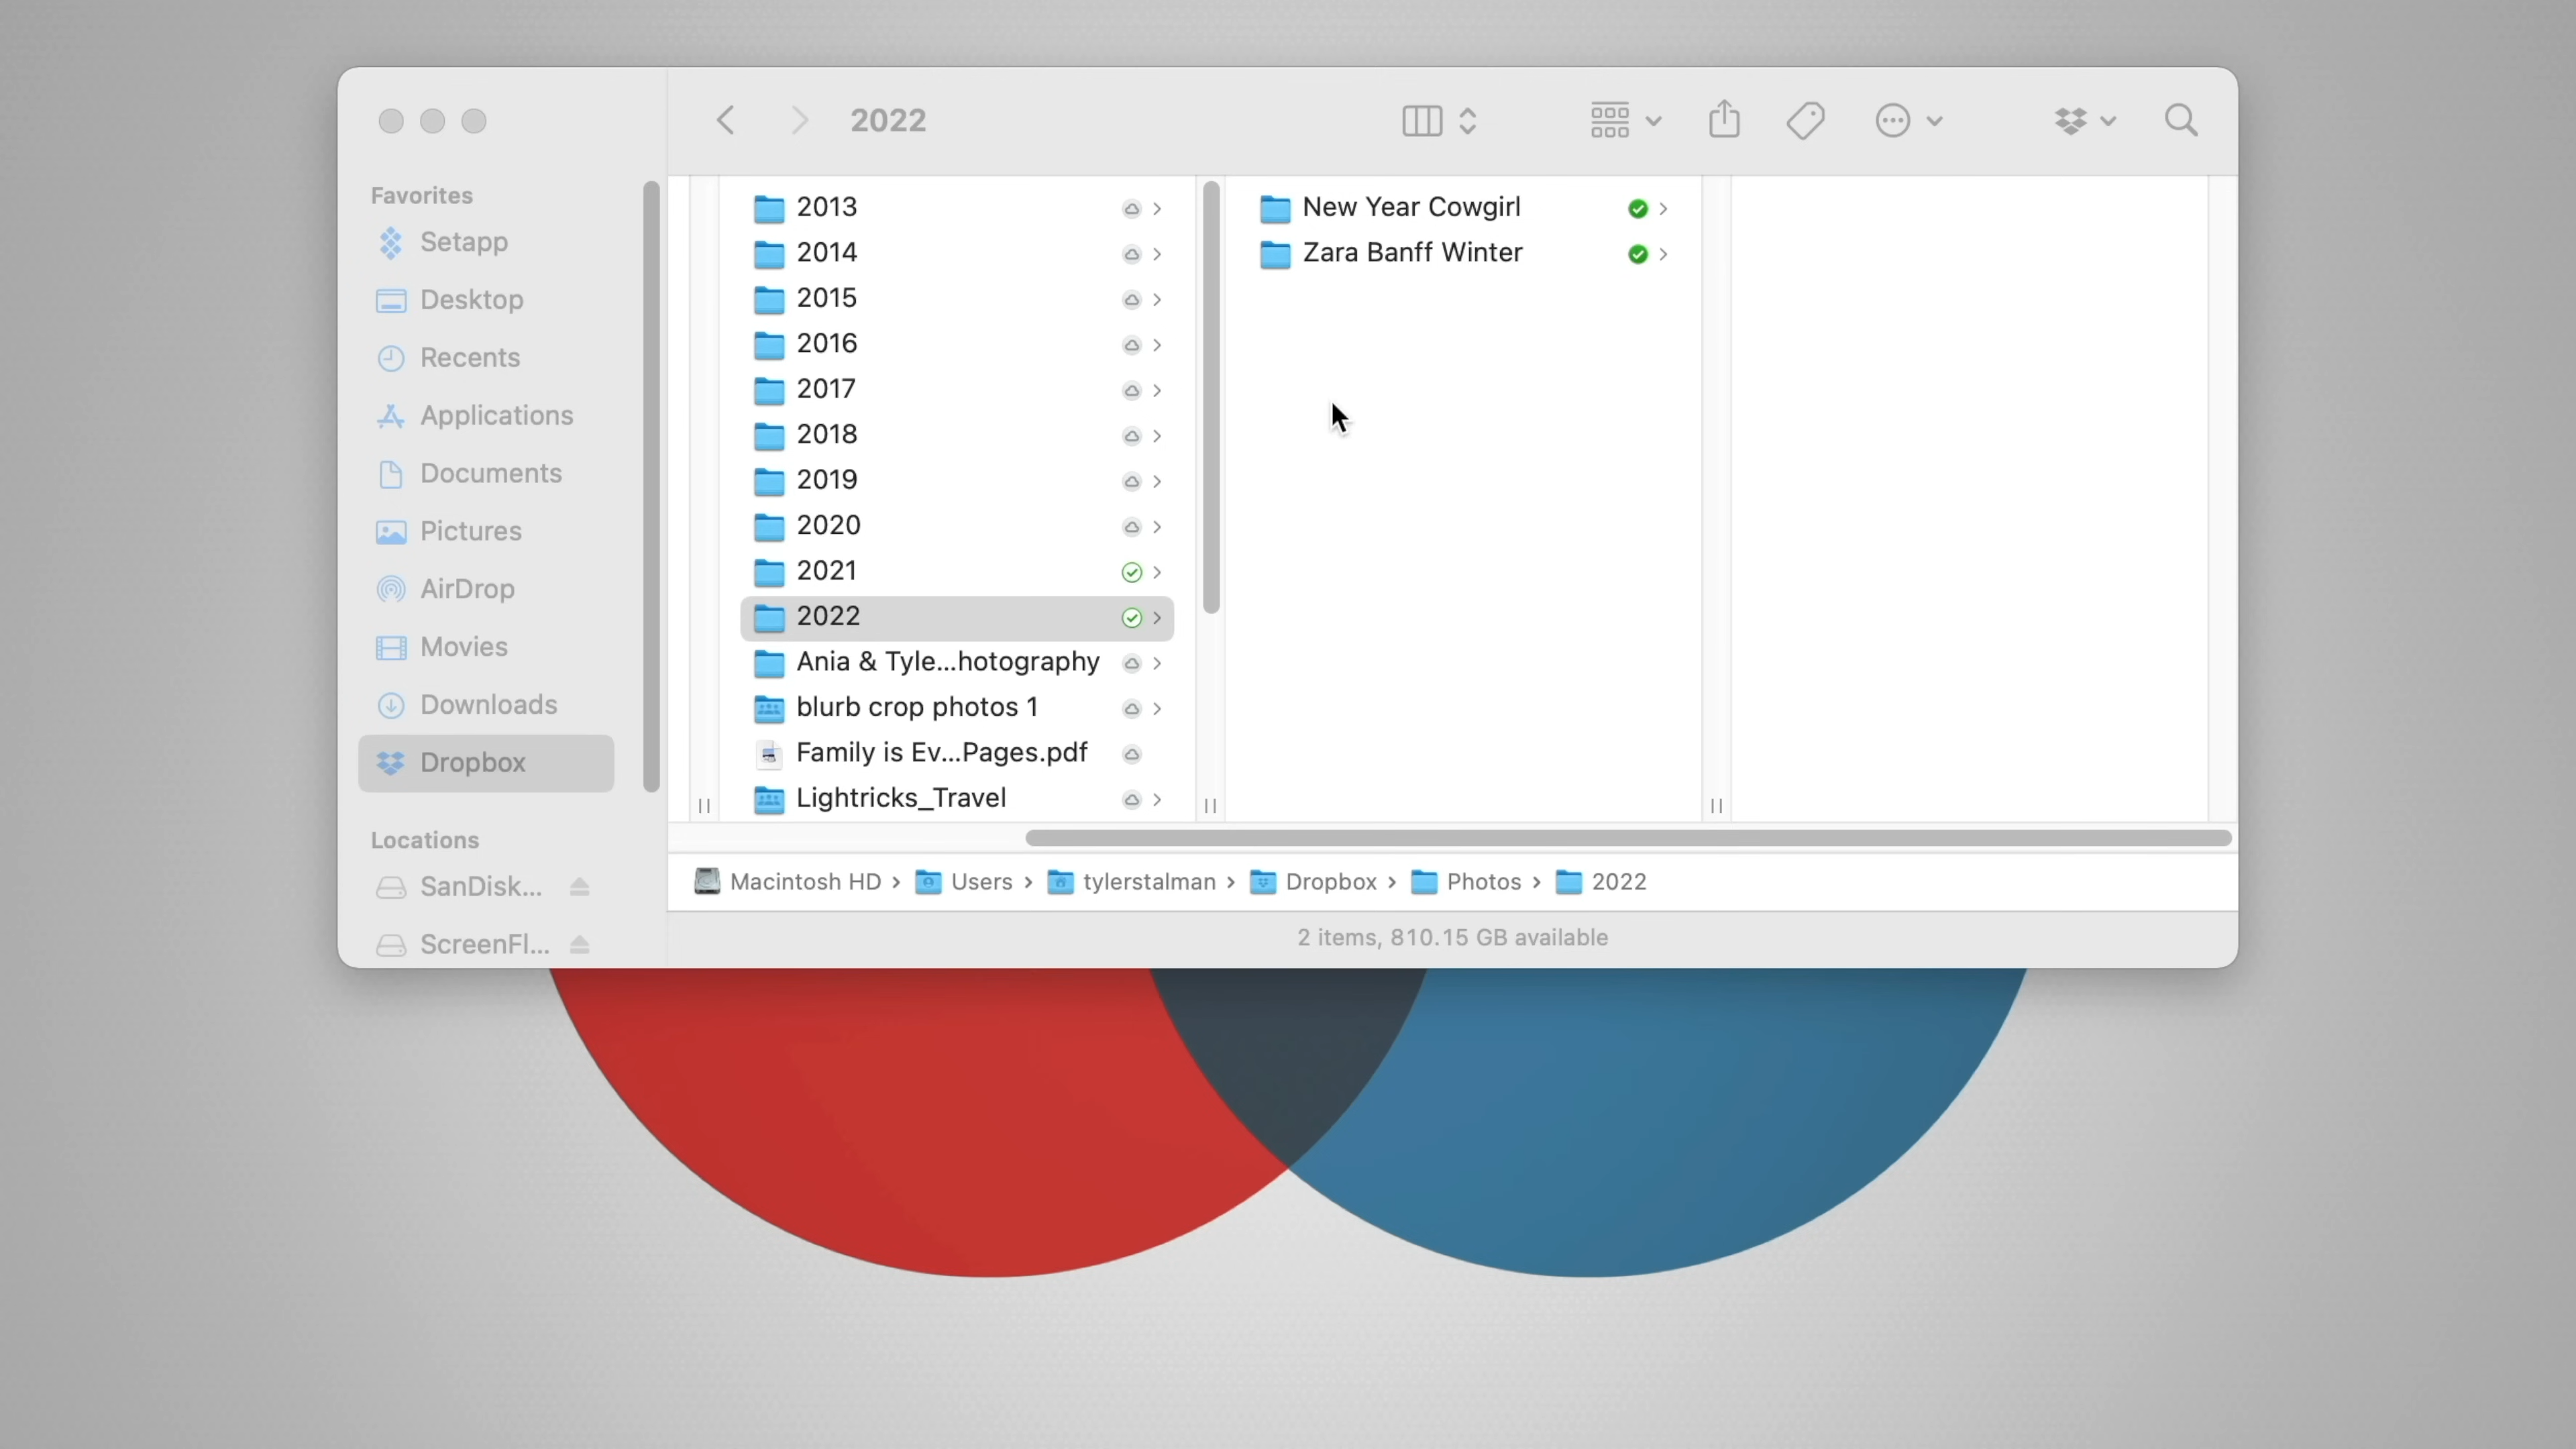 2022
Favorites
Setapp
Desktop
Recents
Applications
Documents
Pictures
AirDrop
Movies
Downloads
Dropbox
Locations
SanDisk...
ScreenFl...
2013
2014
2015
2016
2017
2018
2019
2020
2021
2022
Ania & Tyle...hotography
blurb crop photos 1
Family is Ev...Pages.pdf
Lightricks_Travel
New Year Cowgirl
Zara Banff Winter
Macintosh HD › Users › tylerstalman › Dropbox › Photos › 2022
2 items, 810.15 GB available